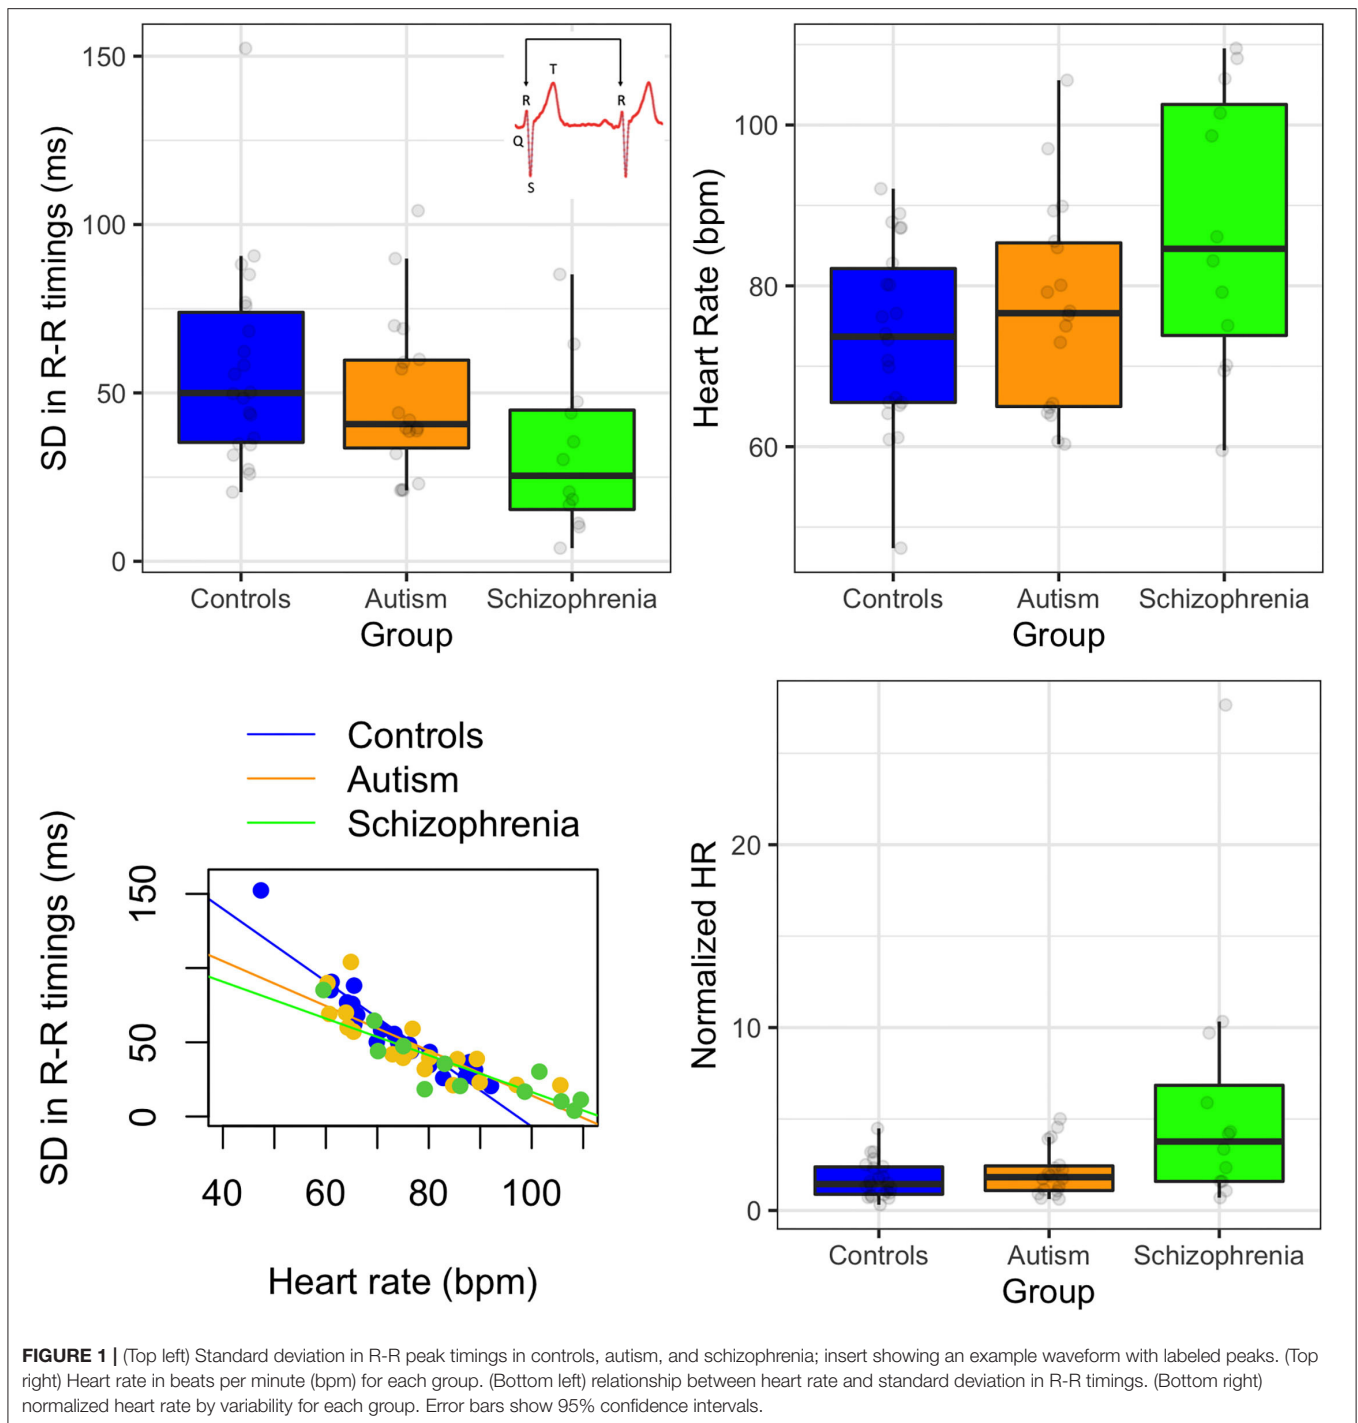 150
100
50
0
SD in R-R timings (ms)
R
T
R
Q
S
Controls
Autism
Schizophrenia
Group
100
80
60
Heart Rate (bpm)
Controls
Autism
Schizophrenia
Group
Controls
Autism
Schizophrenia
SD in R-R timings (ms)
150
50
0
40
60
80
100
Heart rate (bpm)
20
10
0
Normalized HR
Controls
Autism
Schizophrenia
Group
FIGURE 1 | (Top left) Standard deviation in R-R peak timings in controls, autism, and schizophrenia; insert showing an example waveform with labeled peaks. (Top
right) Heart rate in beats per minute (bpm) for each group. (Bottom left) relationship between heart rate and standard deviation in R-R timings. (Bottom right)
normalized heart rate by variability for each group. Error bars show 95% confidence intervals.